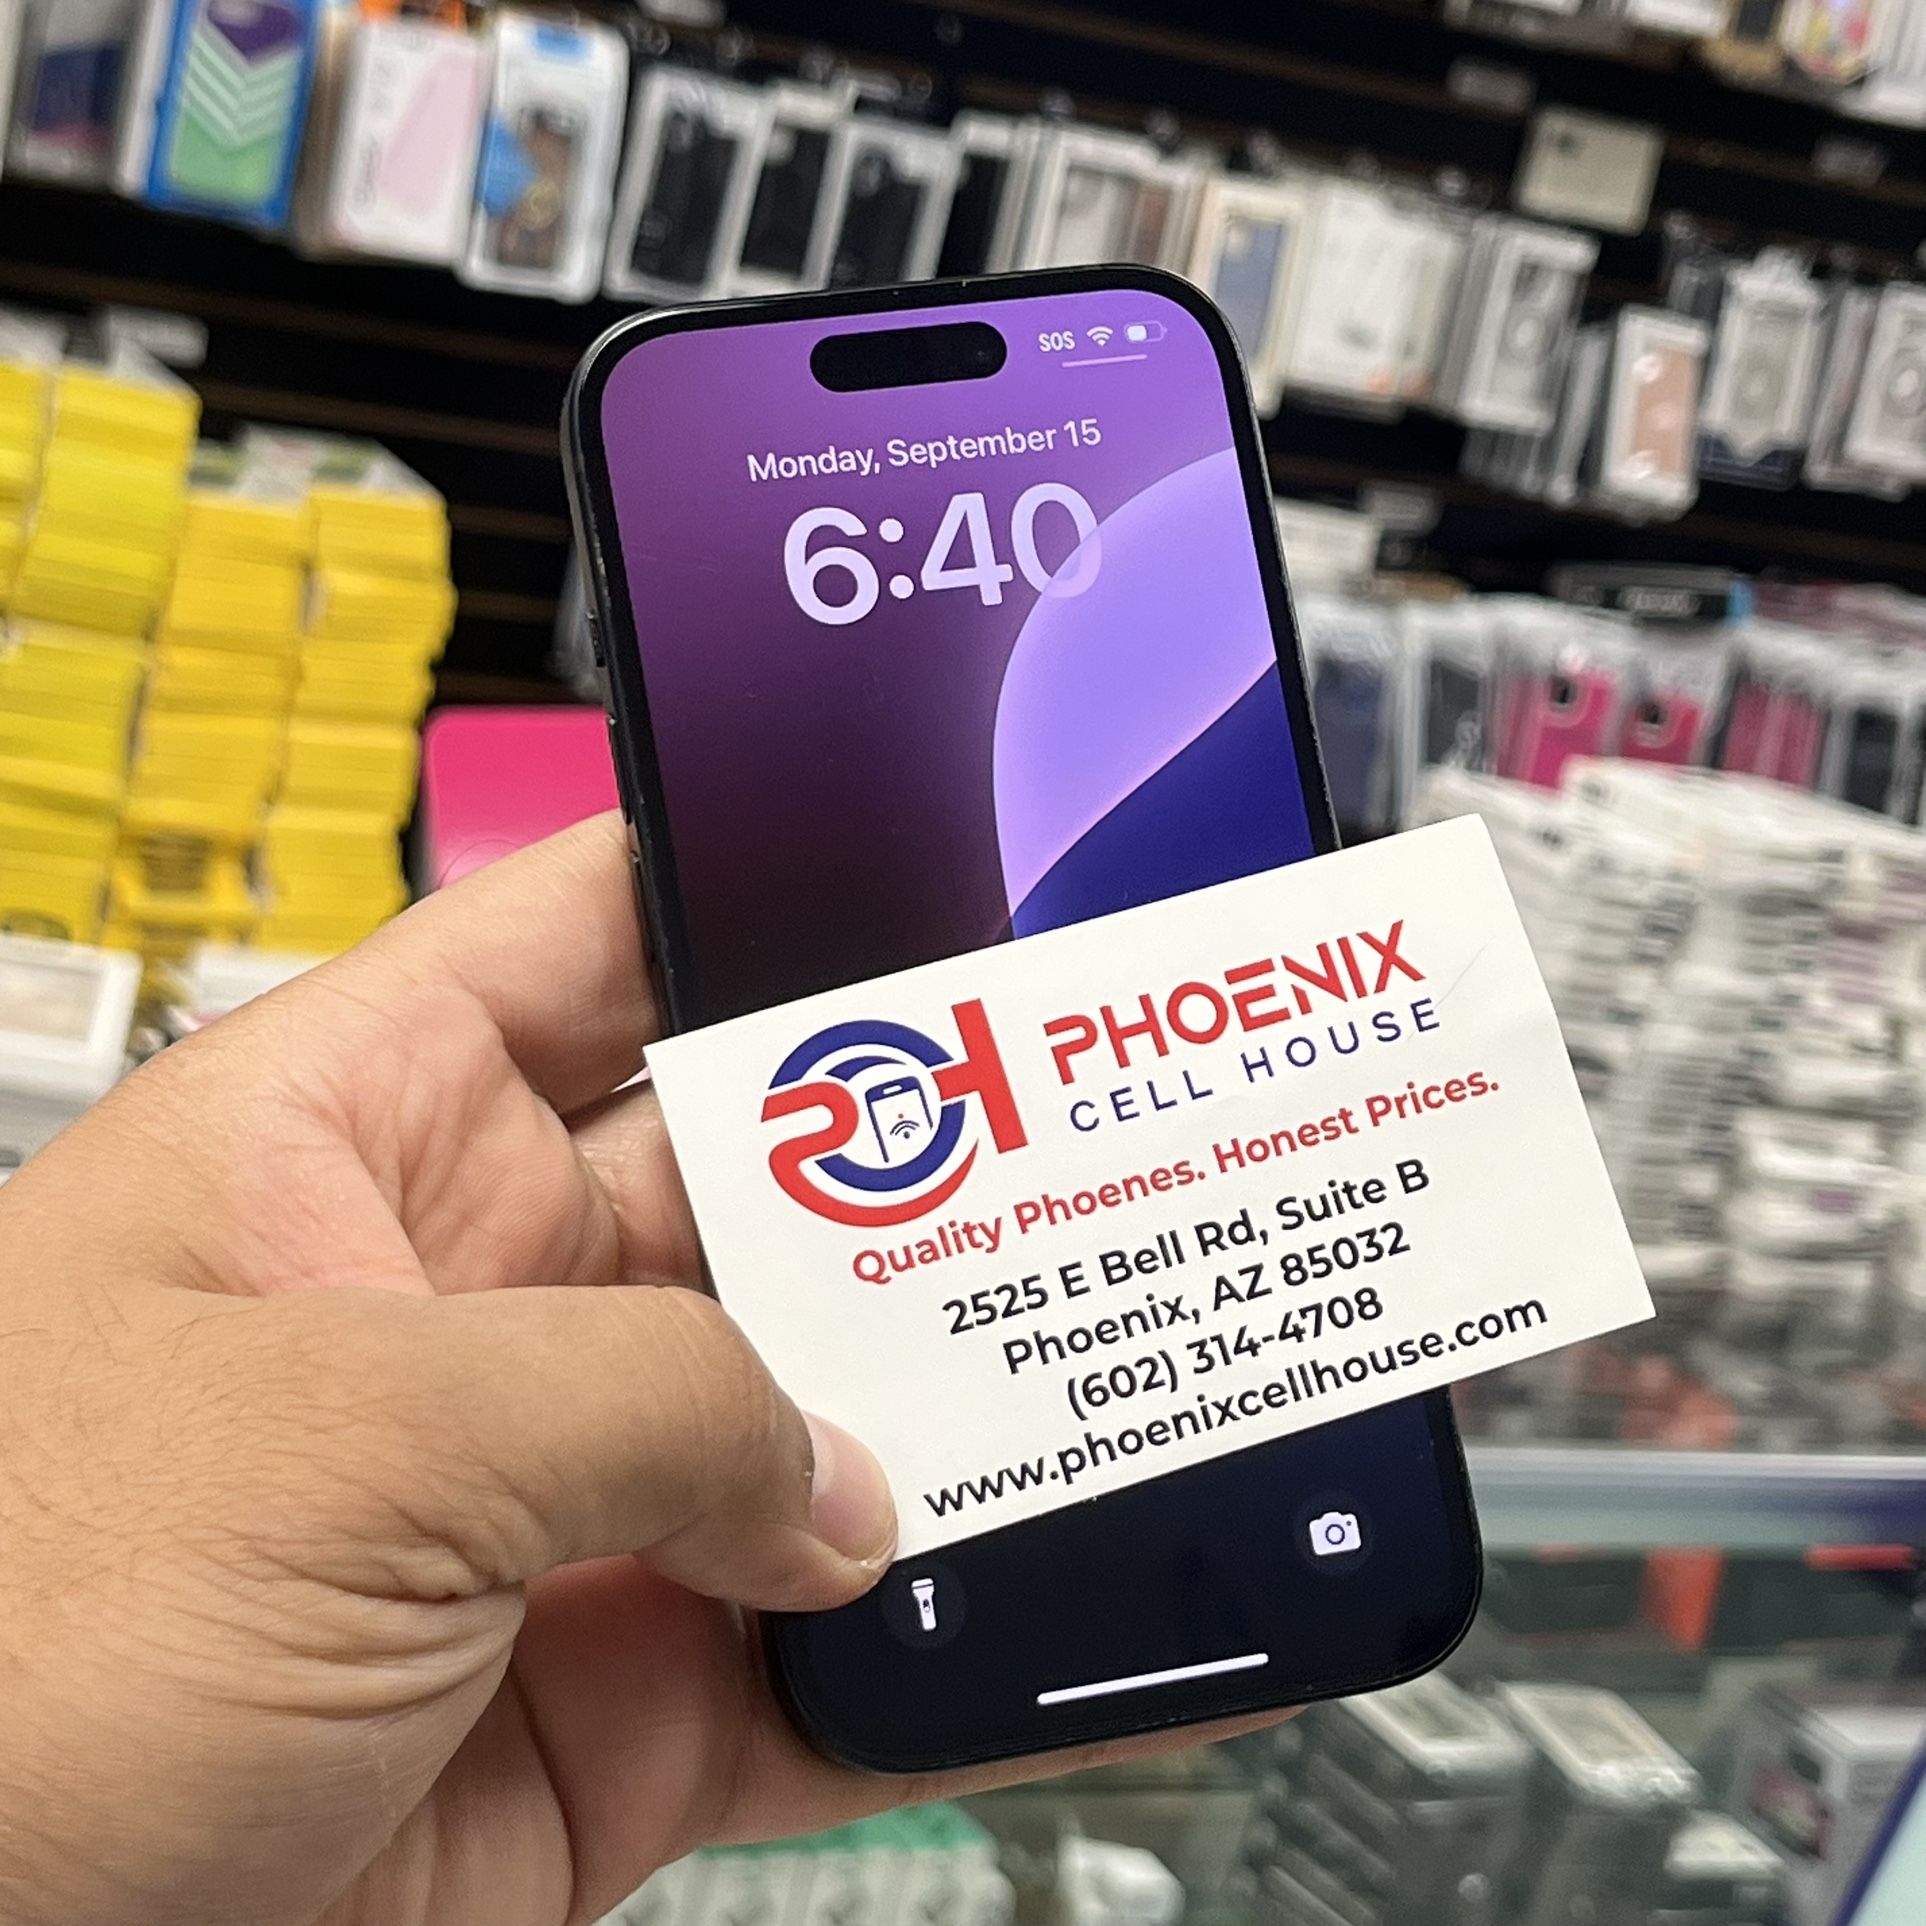 SOS
Monday, September 15
6:40
PHOENIX
CELL HOUSE
Quality Phoenes. Honest Prices.
2525 E Bell Rd, Suite B
Phoenix, AZ 85032
(602) 314-4708
www.phoenixcellhouse.com